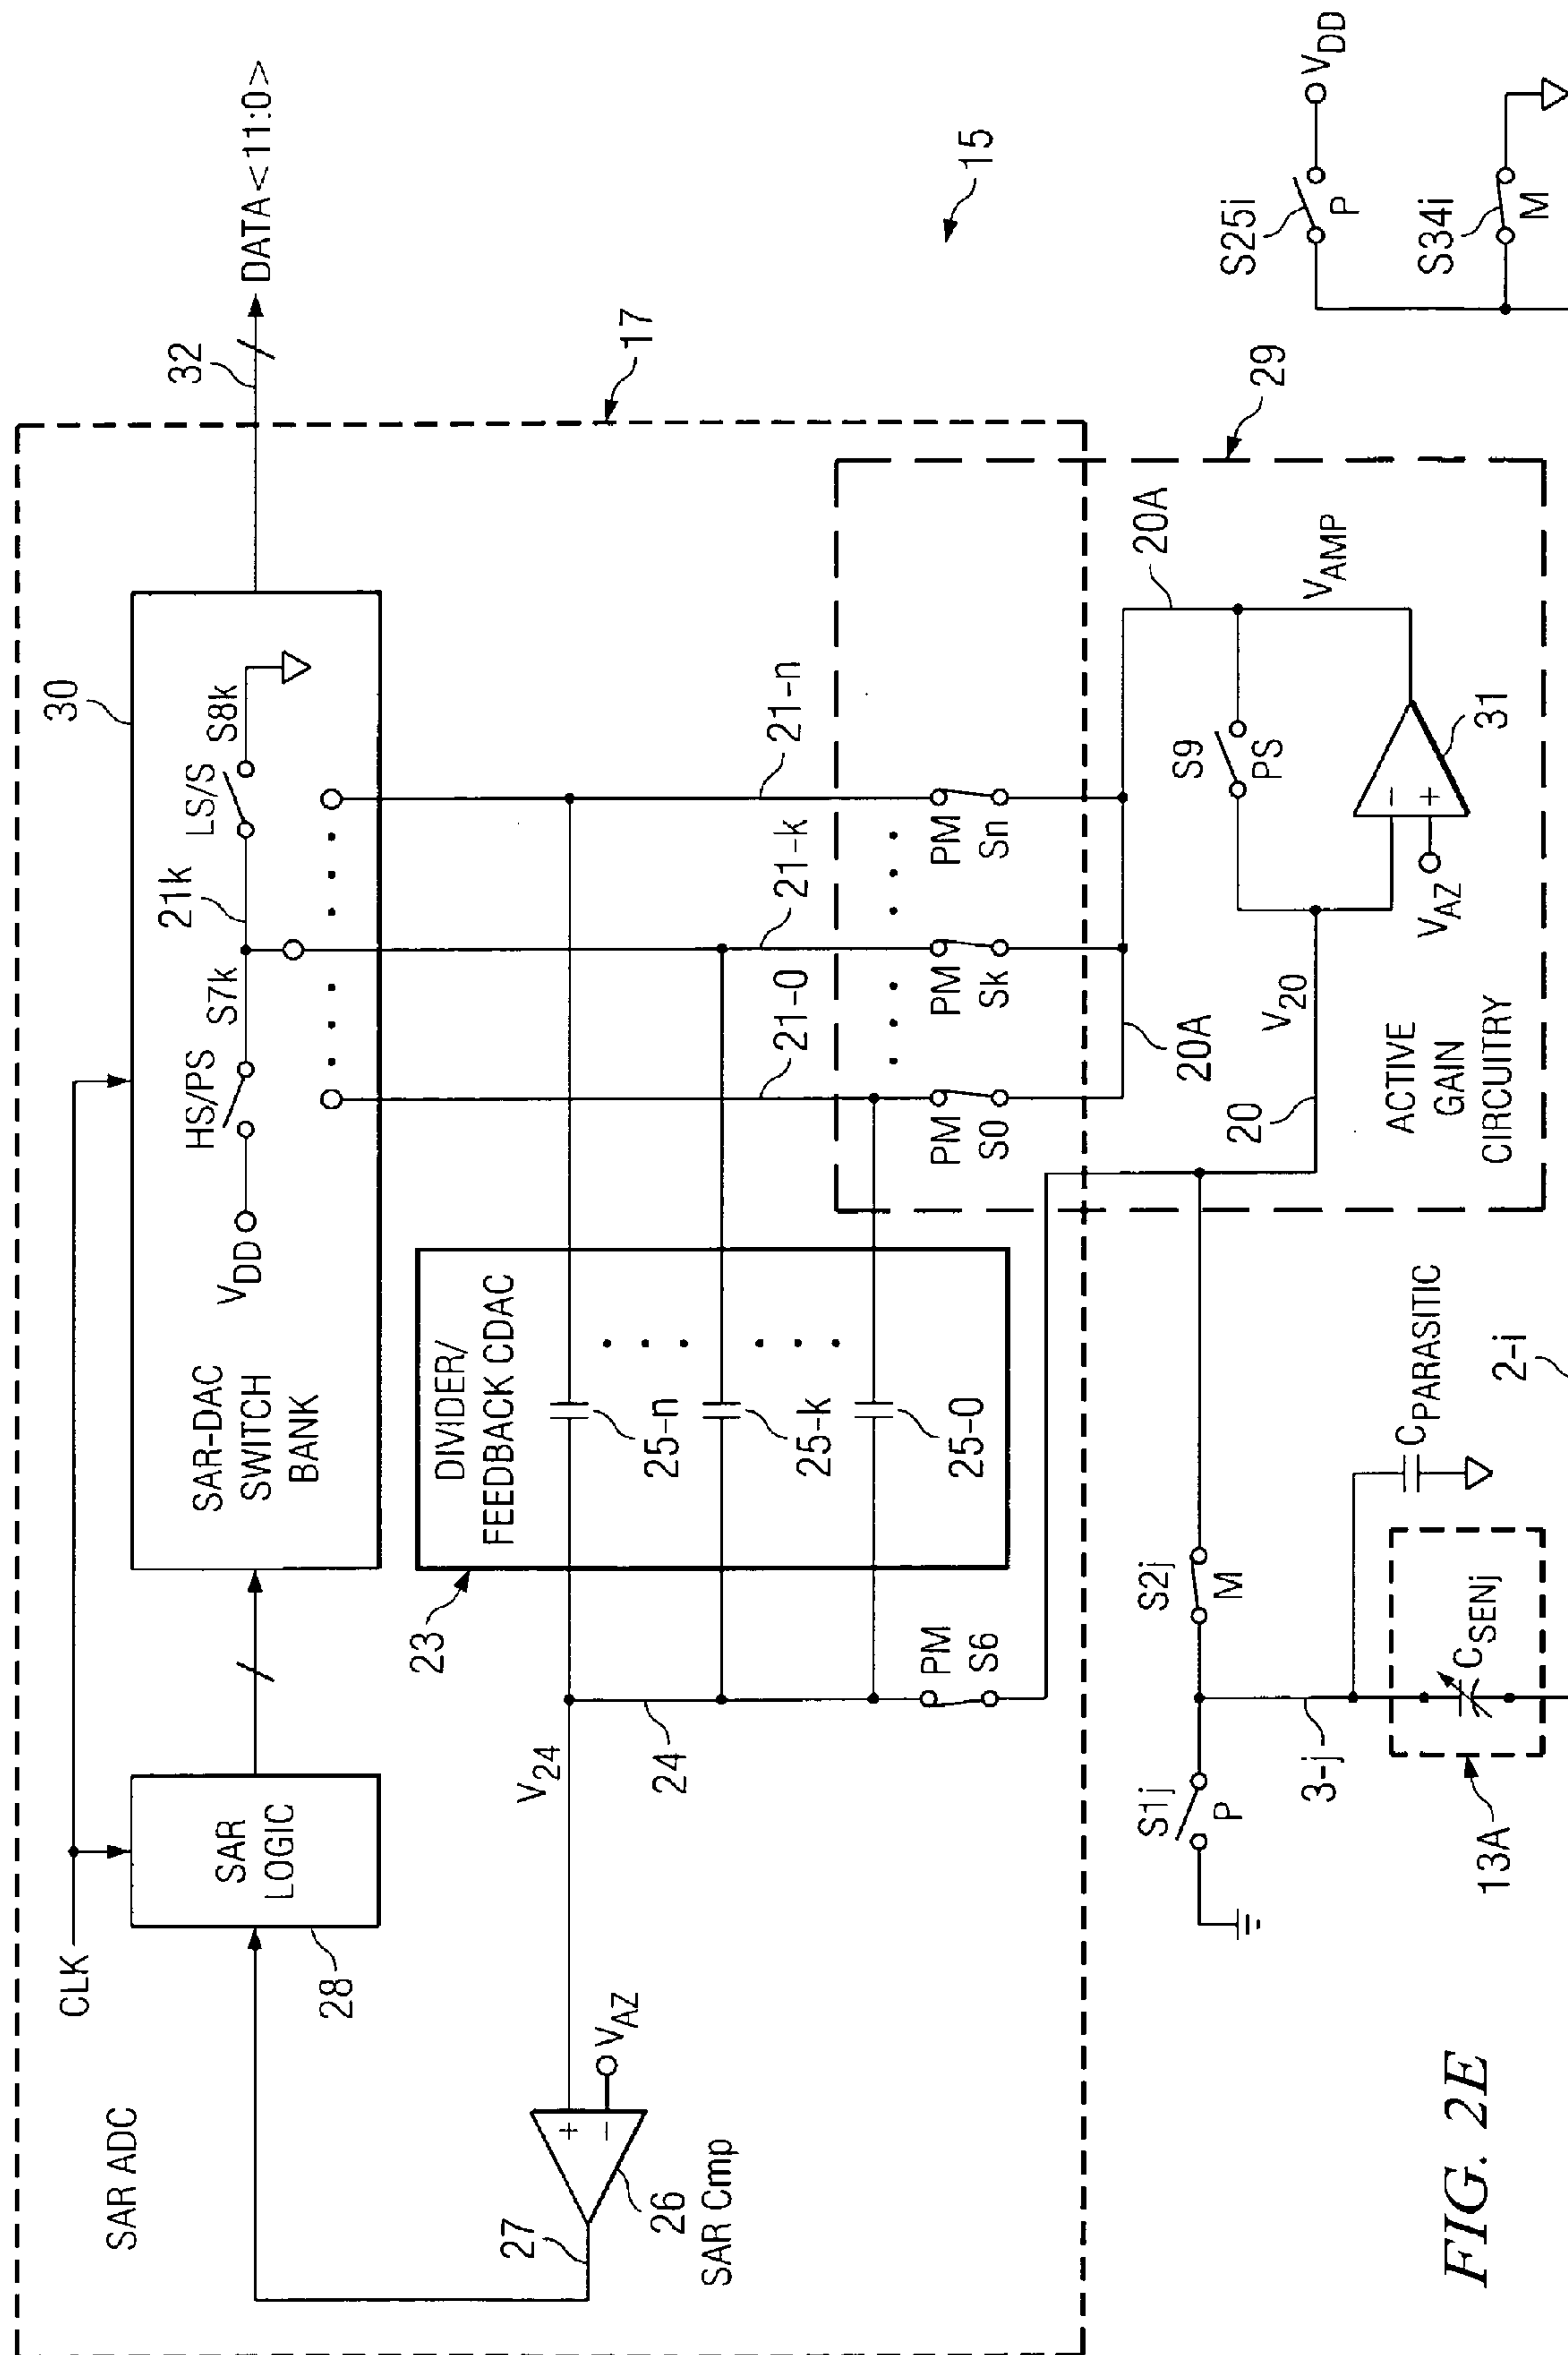 SAR ADC
CLK
SAR
LOGIC
28
27
26
SAR Cmp
V24
VAZ
24
30
SAR-DAC
SWITCH
BANK
VDD
HS/PS
S7k
21k
LS/S
S8k
32
DATA<11:0>
17
15
DIVIDER/
FEEDBACK CDAC
23
25-n
25-k
25-0
21-0
21-k
21-n
PM
S6
PM
S0
PM
Sk
PM
Sn
20A
20A
29
S9
PS
VAMP
31
VAZ
V20
20
ACTIVE
GAIN
CIRCUITRY
S1j
P
S2j
M
3-j
CPARASITIC
CSENj
13A
2-i
S25i
P
VDD
S34i
M
FIG. 2E
−
+
+
−